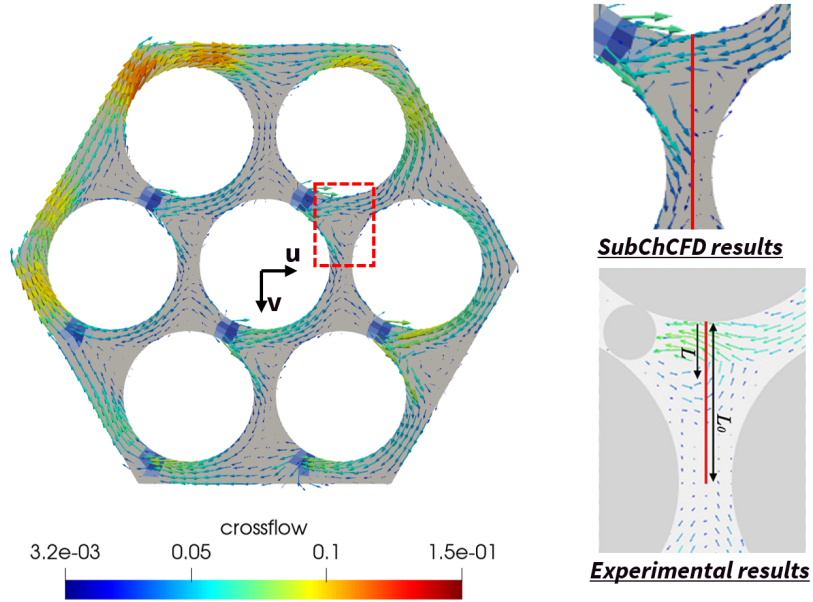 u
v
SubChCFD results
L
L₀
Experimental results
crossflow
3.2e-03 0.05 0.1 1.5e-01